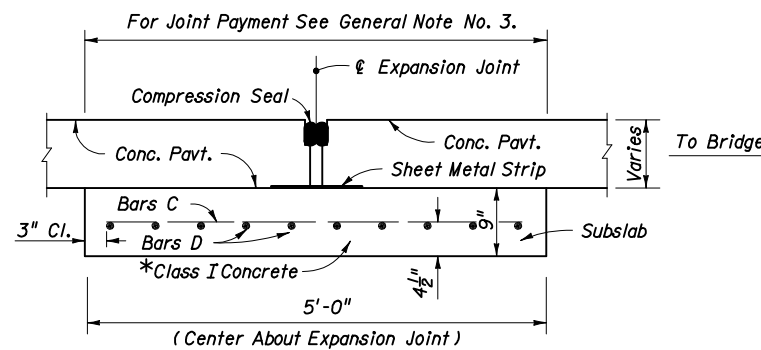 For Joint Payment See General Note No. 3.
℄ Expansion Joint
Compression Seal
Conc. Pavt.
Conc. Pavt.
Varies
To Bridge
Sheet Metal Strip
Bars C
9"
3" Cl.
Bars D
Subslab
*Class I Concrete
4½"
5'-0"
(Center About Expansion Joint)